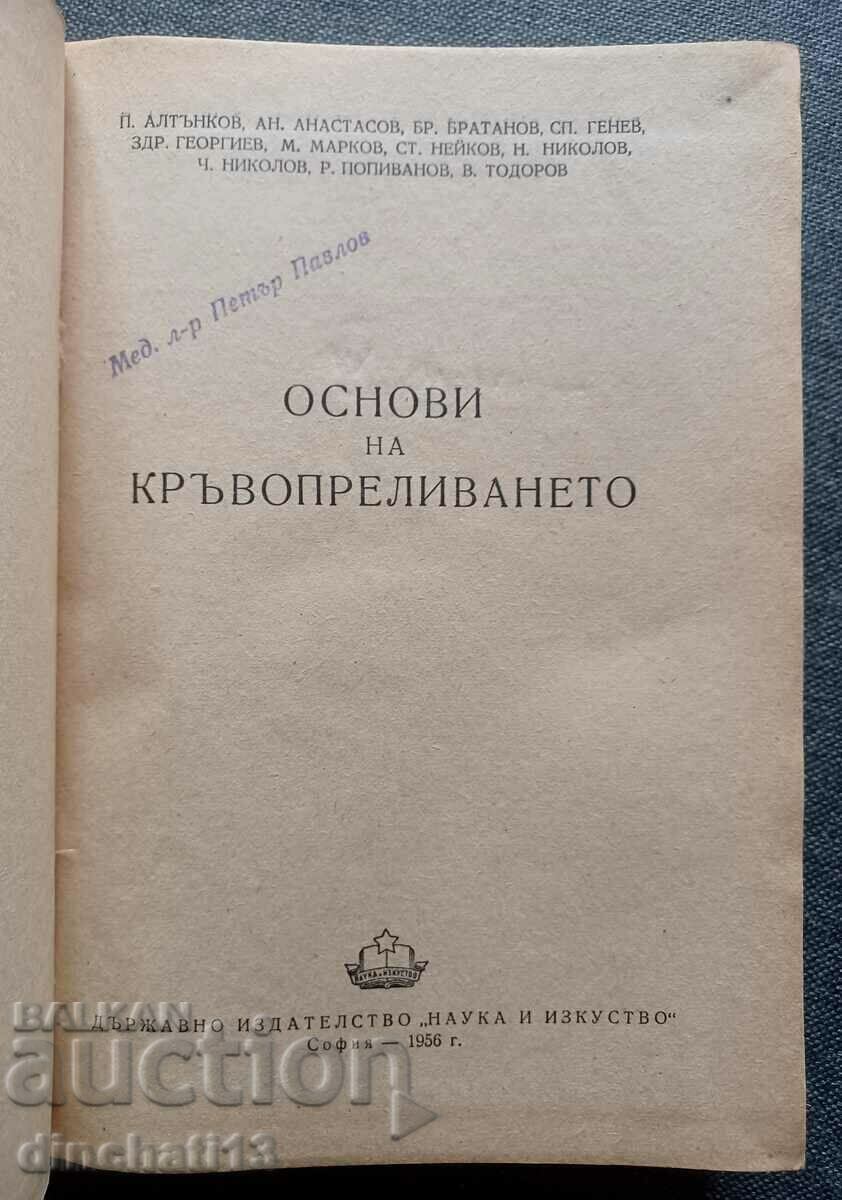 П. АЛТЪНКОВ, АН. АНАСТАСОВ, БР. БРАТАНОВ, СП. ГЕНЕВ,
ЗДР. ГЕОРГИЕВ, М. МАРКОВ, СТ. НЕЙКОВ, Н. НИКОЛОВ,
Ч. НИКОЛОВ, Р. ПОПИВАНОВ, В. ТОДОРОВ
Мед. л-р Петър Павлов
ОСНОВИ
НА
КРЪВОПРЕЛИВАНЕТО
НАУКА И ИЗКУСТВО
ДЪРЖАВНО ИЗДАТЕЛСТВО „НАУКА И ИЗКУСТВО“
София — 1956 г.
BALKAN
auction
dinchati13